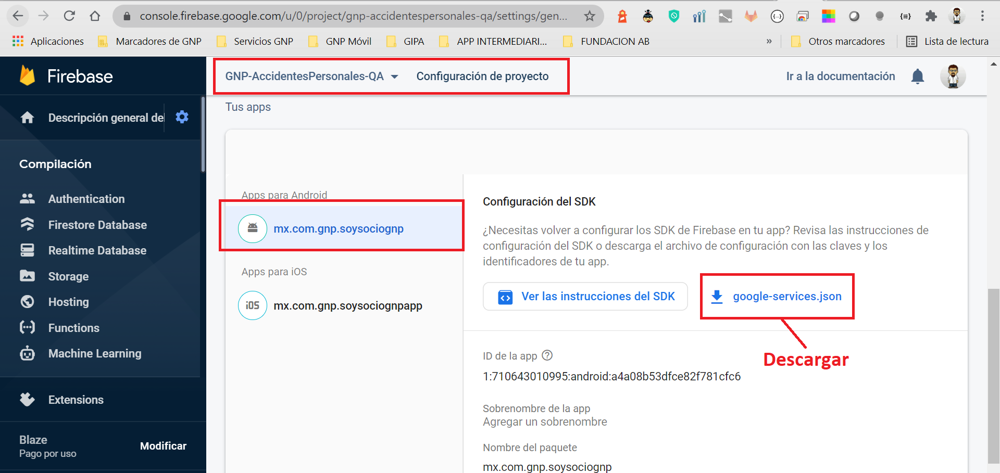 console.firebase.google.com/u/0/project/gnp-accidentespersonales-qa/settings/gen...
Aplicaciones
Marcadores de GNP
Servicios GNP
GNP Móvil
GIPA
APP INTERMEDIARI...
FUNDACION AB
»
Otros marcadores
Lista de lectura
Firebase
GNP-AccidentesPersonales-QA
Configuración de proyecto
Ir a la documentación
Descripción general del
Tus apps
Compilación
Authentication
Firestore Database
Realtime Database
Storage
Hosting
Functions
Machine Learning
Extensions
Blaze
Pago por uso
Modificar
Apps para Android
mx.com.gnp.soysociognp
Apps para iOS
iOS
mx.com.gnp.soysociognpapp
Configuración del SDK
¿Necesitas volver a configurar los SDK de Firebase en tu app? Revisa las instrucciones de
configuración del SDK o descarga el archivo de configuración con las claves y los
identificadores de tu app.
Ver las instrucciones del SDK
google-services.json
Descargar
ID de la app
1:710643010995:android:a4a08b53dfce82f781cfc6
Sobrenombre de la app
Agregar un sobrenombre
Nombre del paquete
mx.com.gnp.soysociognp